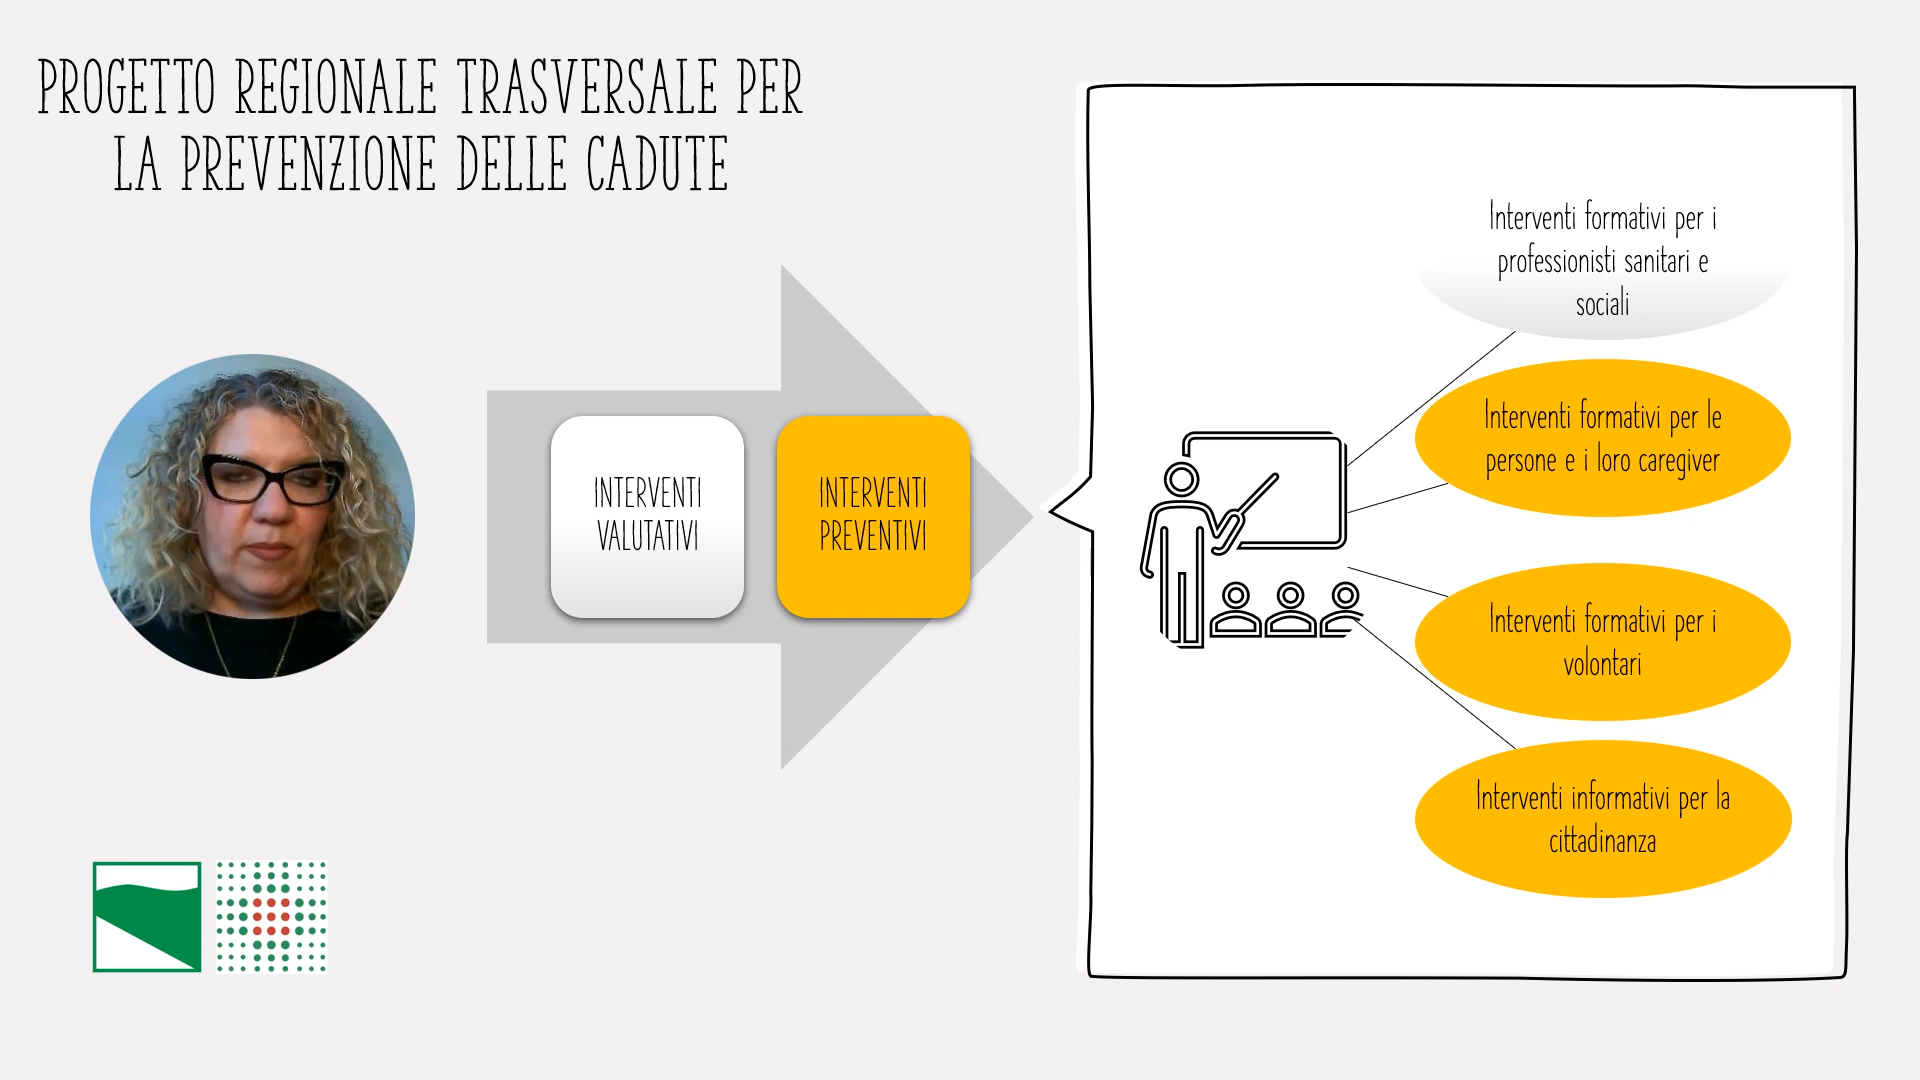 PROGETTO REGIONALE TRASVERSALE PER
LA PREVENZIONE DELLE CADUTE
INTERVENTI
VALUTATIVI
INTERVENTI
PREVENTIVI
Interventi formativi per i
professionisti sanitari e
sociali
Interventi formativi per le
persone e i loro caregiver
Interventi formativi per i
volontari
Interventi informativi per la
cittadinanza